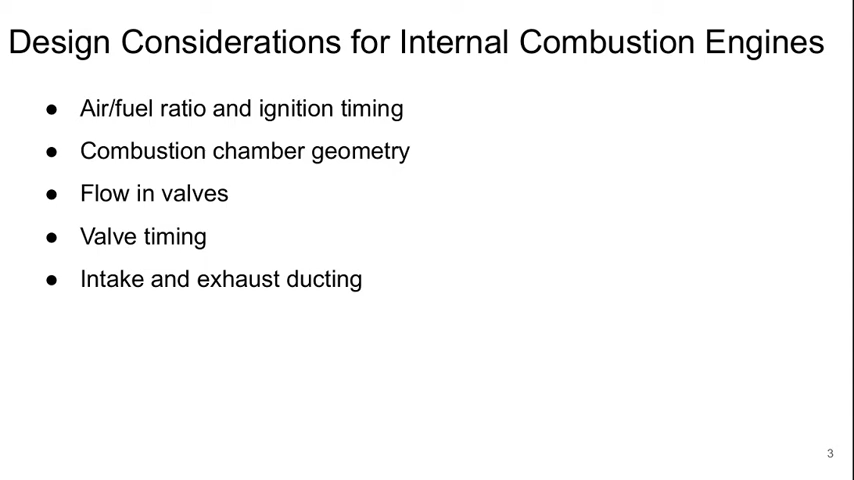 Design Considerations for Internal Combustion Engines
● Air/fuel ratio and ignition timing
● Combustion chamber geometry
● Flow in valves
● Valve timing
● Intake and exhaust ducting
3